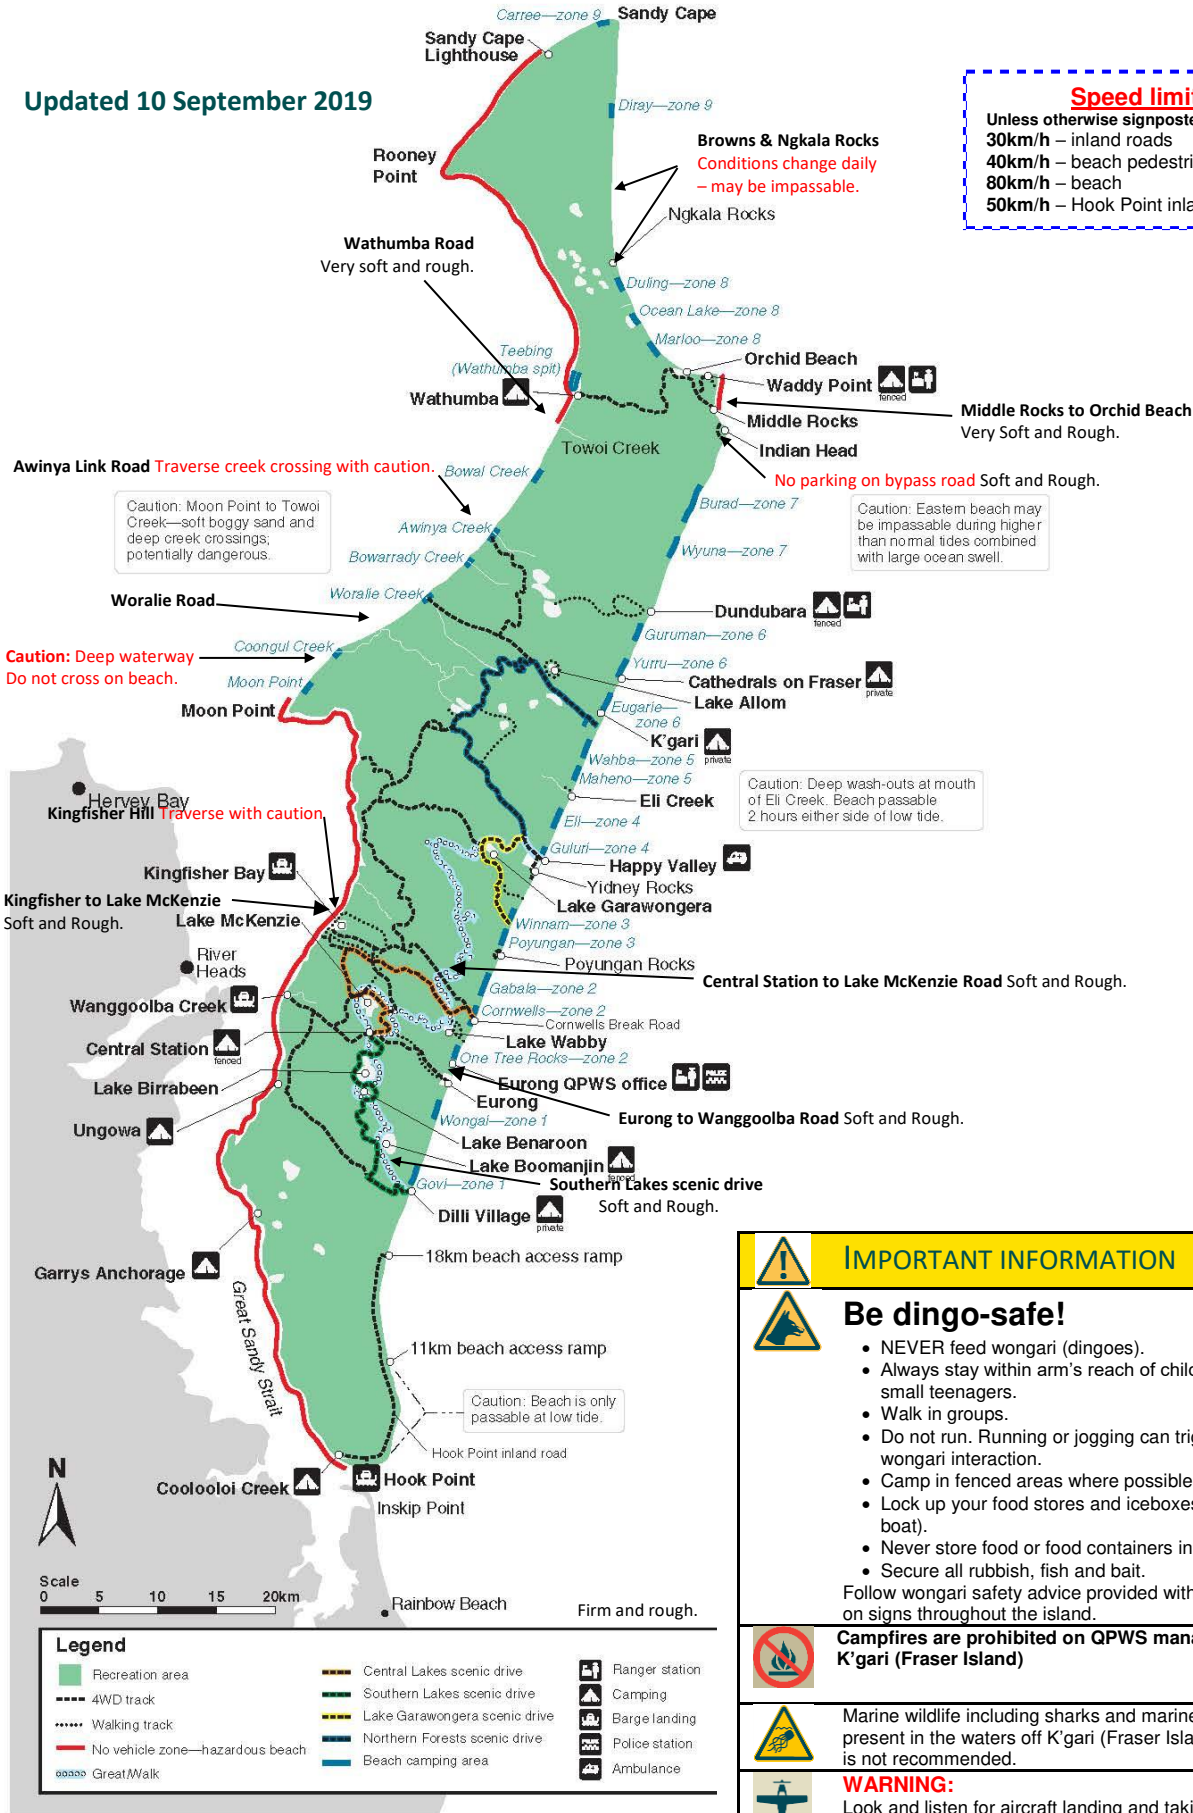 Carree—zone 9
Sandy Cape
Sandy Cape
Lighthouse
Updated 10 September 2019
Diray—zone 9
Speed limit
Unless otherwise signposte
30km/h – inland roads
40km/h – beach pedestri
80km/h – beach
50km/h – Hook Point inla
Browns & Ngkala Rocks
Conditions change daily
– may be impassable.
Rooney
Point
Ngkala Rocks
Wathumba Road
Very soft and rough.
Duling—zone 8
Ocean Lake—zone 8
Marloo—zone 8
Teebing
(Wathumba spit)
Orchid Beach
Wathumba
Waddy Point
fenced
Middle Rocks to Orchid Beach
Very Soft and Rough.
Middle Rocks
Towoi Creek
Indian Head
Awinya Link Road Traverse creek crossing with caution.
Bowal Creek
No parking on bypass road Soft and Rough.
Caution: Moon Point to Towoi
Creek—soft boggy sand and
deep creek crossings;
potentially dangerous.
Burad—zone 7
Caution: Eastern beach may
be impassable during higher
than normal tides combined
with large ocean swell.
Awinya Creek
Wyuna—zone 7
Bowarrady Creek
Woralie Creek
Woralie Road
Dundubara
fenced
Guruman—zone 6
Coongul Creek
Caution: Deep waterway
Do not cross on beach.
Yurru—zone 6
Cathedrals on Fraser
private
Moon Point
Lake Allom
Moon Point
Eugarie—
zone 6
K'gari
private
Wahba—zone 5
Maheno—zone 5
Caution: Deep wash-outs at mouth
of Eli Creek. Beach passable
2 hours either side of low tide.
Hervey Bay
Eli Creek
Kingfisher Hill Traverse with caution
Eli—zone 4
Guluri—zone 4
Happy Valley
Kingfisher Bay
Yidney Rocks
Kingfisher to Lake McKenzie
Soft and Rough.
Lake Garawongera
Lake McKenzie
Winnam—zone 3
Poyungan—zone 3
River
Heads
Poyungan Rocks
Central Station to Lake McKenzie Road Soft and Rough.
Gabala—zone 2
Wanggoolba Creek
Cornwells—zone 2
Cornwells Break Road
Lake Wabby
Central Station
fenced
One Tree Rocks—zone 2
Lake Birrabeen
Eurong QPWS office
Eurong
Eurong to Wanggoolba Road Soft and Rough.
Wongai—zone 1
Ungowa
Lake Benaroon
Lake Boomanjin
fenced
Govi—zone 1
Southern Lakes scenic drive
Soft and Rough.
Dilli Village
private
18km beach access ramp
Garrys Anchorage
Great Sandy Strait
11km beach access ramp
Caution: Beach is only
passable at low tide.
Hook Point inland road
N
Coolooloi Creek
Hook Point
Inskip Point
Scale
0 5 10 15 20km
Rainbow Beach
Firm and rough.
Legend
Recreation area
4WD track
Walking track
No vehicle zone—hazardous beach
Great Walk
Central Lakes scenic drive
Southern Lakes scenic drive
Lake Garawongera scenic drive
Northern Forests scenic drive
Beach camping area
Ranger station
Camping
Barge landing
POLICE
Police station
Ambulance
IMPORTANT INFORMATION
Be dingo-safe!
• NEVER feed wongari (dingoes).
• Always stay within arm's reach of child
small teenagers.
• Walk in groups.
• Do not run. Running or jogging can trig
wongari interaction.
• Camp in fenced areas where possible
• Lock up your food stores and iceboxes
boat).
• Never store food or food containers in
• Secure all rubbish, fish and bait.
Follow wongari safety advice provided with
on signs throughout the island.
Campfires are prohibited on QPWS mana
K'gari (Fraser Island)
Marine wildlife including sharks and marine
present in the waters off K'gari (Fraser Isla
is not recommended.
WARNING:
Look and listen for aircraft landing and taki